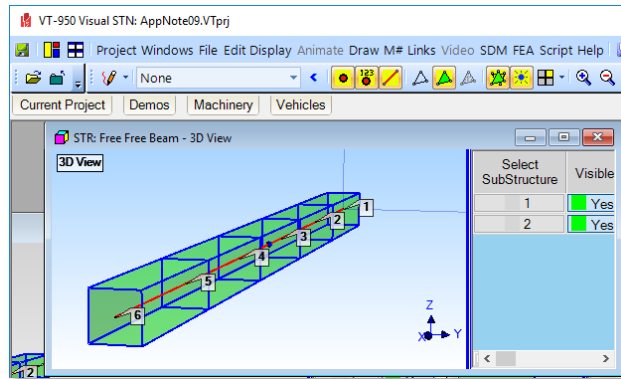 VT-950 Visual STN: AppNote09.VTprj
Project Windows File Edit Display Animate Draw M# Links Video SDM FEA Script Help
None
123
Current Project Demos Machinery Vehicles
STR: Free Free Beam - 3D View
3D View
Select SubStructure Visible
1 Yes
2 Yes
1
2
3
4
5
6
Z
X Y
2